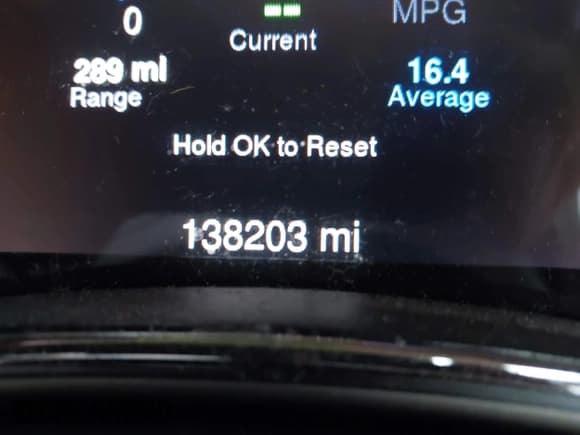 0
MPG
Current
289 mi
Range
16.4
Average
Hold OK to Reset
138203 mi